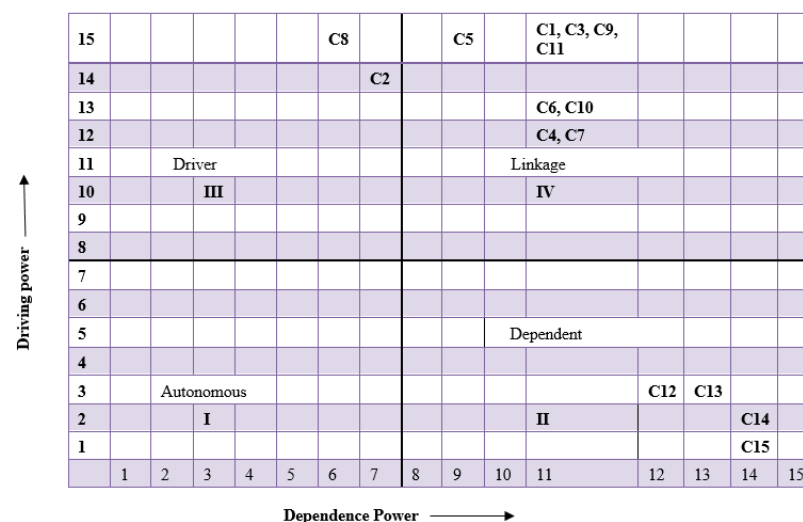 15 C8 C5 C1, C3, C9,
C11
14 C2
13 C6, C10
12 C4, C7
11 Driver Linkage
10 III IV
9
8
7
6
5 Dependent
4
3 Autonomous C12 C13
2 I II C14
1 C15
1 2 3 4 5 6 7 8 9 10 11 12 13 14 15
Driving power
Dependence Power